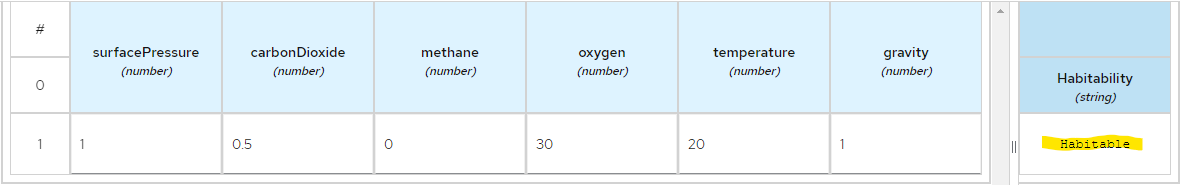 #
surfacePressure carbonDioxide methane oxygen temperature gravity
(number) (number) (number) (number) (number) (number)
0
Habitability
(string)
1 1 0.5 0 30 20 1 Habitable